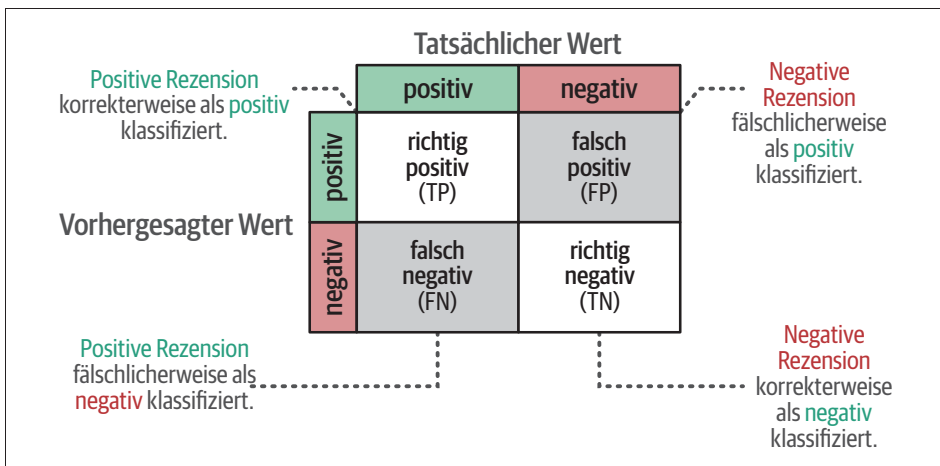 Tatsächlicher Wert
Positive Rezension
korrekterweise als positiv
klassifiziert.
positiv
negativ
Negative
Rezension
fälschlicherweise
als positiv
klassifiziert.
Vorhergesagter Wert
positiv
richtig
positiv
(TP)
falsch
positiv
(FP)
negativ
falsch
negativ
(FN)
richtig
negativ
(TN)
Positive Rezension
fälschlicherweise als
negativ klassifiziert.
Negative
Rezension
korrekterweise
als negativ
klassifiziert.